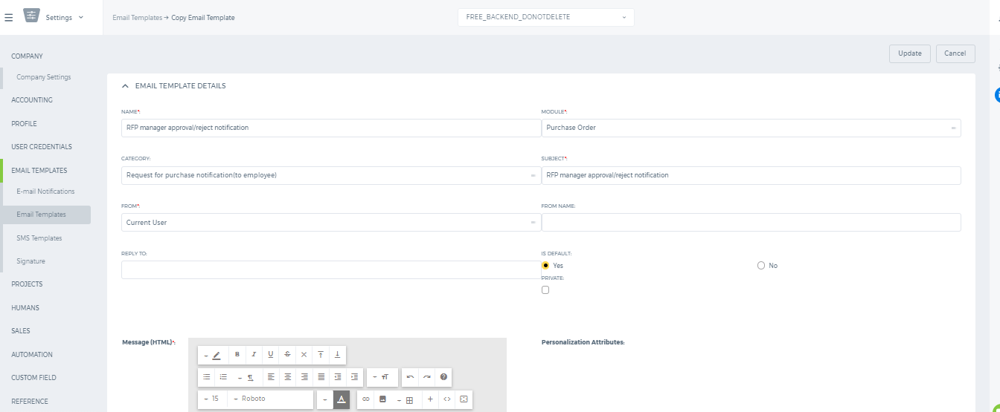 Settings
Email Templates → Copy Email Template
FREE_BACKEND_DONOTDELETE
Update
Cancel
COMPANY
Company Settings
ACCOUNTING
PROFILE
USER CREDENTIALS
EMAIL TEMPLATES
E-mail Notifications
Email Templates
SMS Templates
Signature
PROJECTS
HUMANS
SALES
AUTOMATION
CUSTOM FIELD
REFERENCE
EMAIL TEMPLATE DETAILS
NAME*:
RFP manager approval/reject notification
MODULE*:
Purchase Order
CATEGORY:
Request for purchase notification(to employee)
SUBJECT*:
RFP manager approval/reject notification
FROM*:
Current User
FROM NAME:
REPLY TO:
IS DEFAULT:
Yes
No
PRIVATE:
Message (HTML)*:
B I U S
15
Roboto
A
Personalization Attributes: